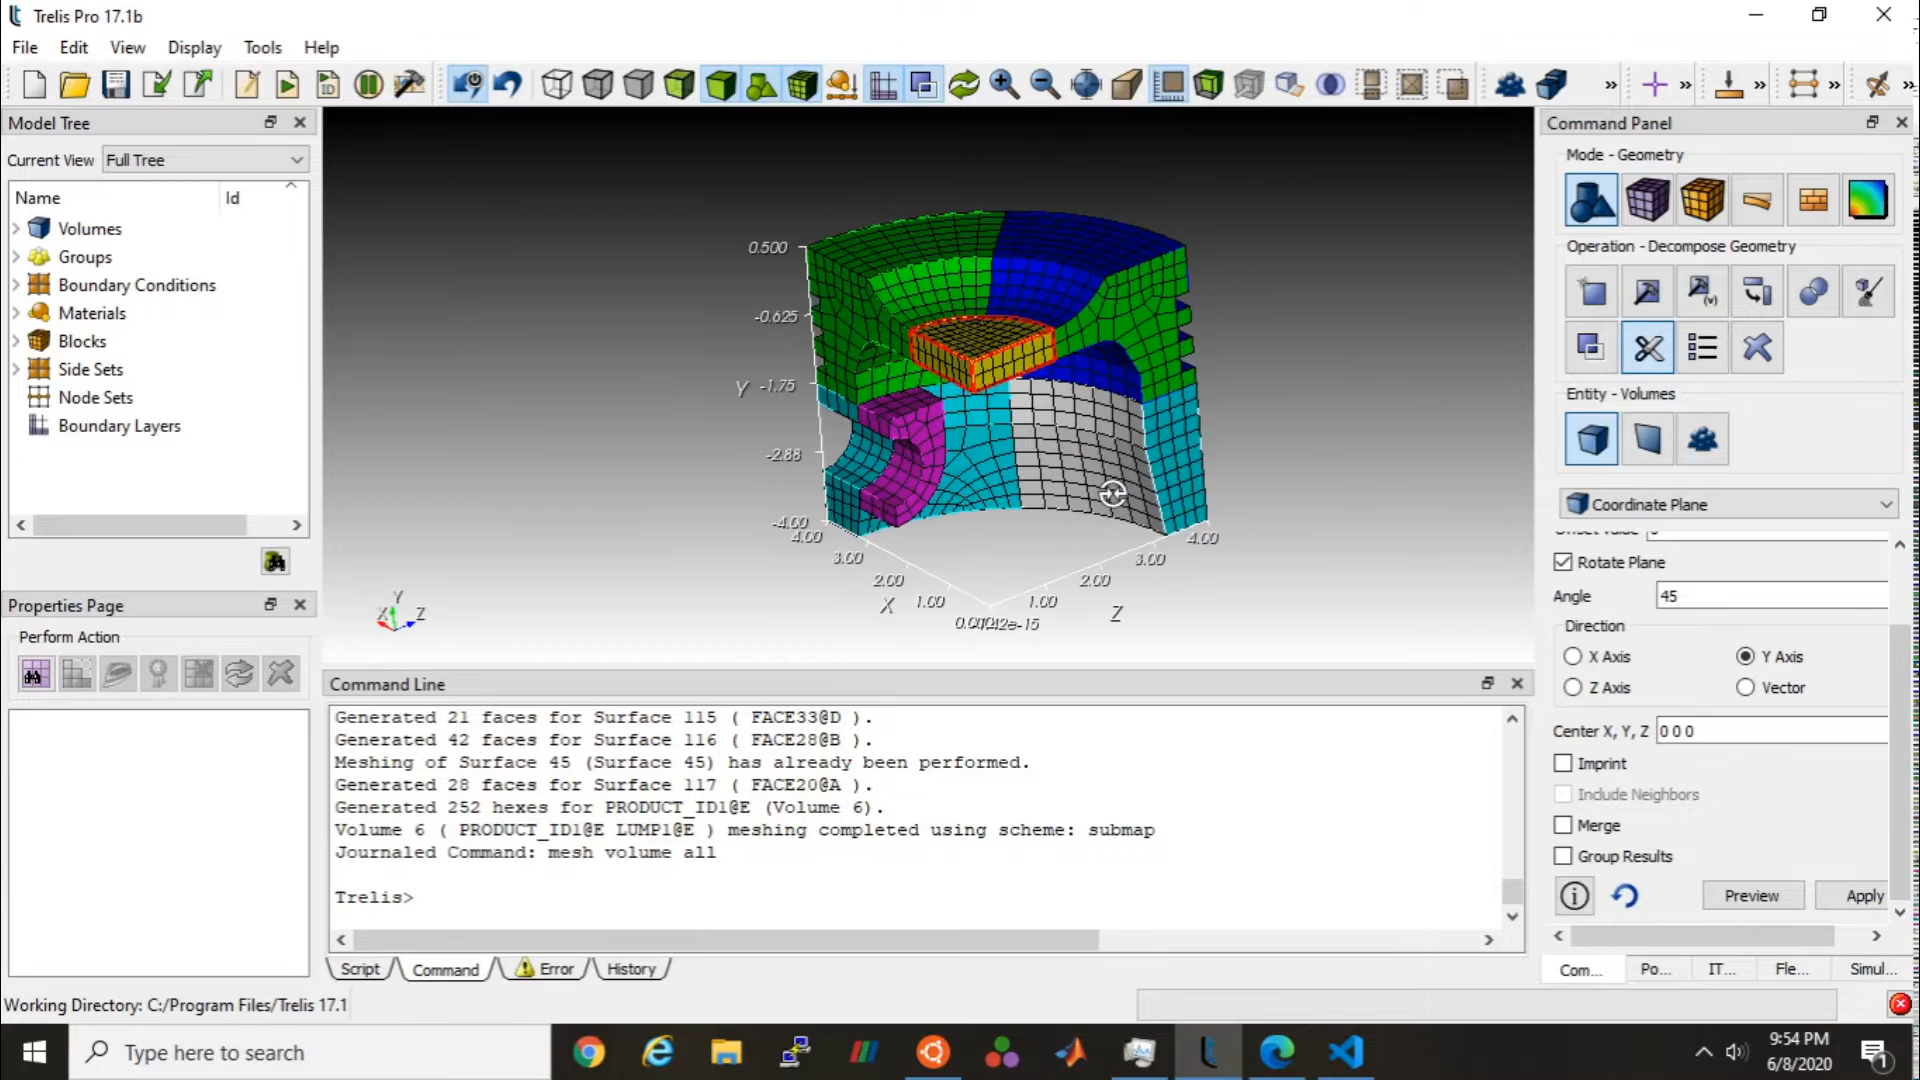 Trelis Pro 17.1b
File Edit View Display Tools Help
Model Tree
Current View Full Tree
Name Id
Volumes
Groups
Boundary Conditions
Materials
Blocks
Side Sets
Node Sets
Boundary Layers
Properties Page
Perform Action
0.500
-0.625
Y -1.75
-2.88
-4.00
4.00
3.00
2.00
X 1.00
1.00
2.00
3.00
4.00
Z
X Y Z
Command Line
Generated 21 faces for Surface 115 ( FACE33@D ).
Generated 42 faces for Surface 116 ( FACE28@B ).
Meshing of Surface 45 (Surface 45) has already been performed.
Generated 28 faces for Surface 117 ( FACE20@A ).
Generated 252 hexes for PRODUCT_ID1@E (Volume 6).
Volume 6 ( PRODUCT_ID1@E LUMP1@E ) meshing completed using scheme: submap
Journaled Command: mesh volume all
Trelis>
Script Command Error History
Command Panel
Mode - Geometry
Operation - Decompose Geometry
Entity - Volumes
Coordinate Plane
Rotate Plane
Angle 45
Direction
X Axis Y Axis
Z Axis Vector
Center X, Y, Z 0 0 0
Imprint
Include Neighbors
Merge
Group Results
Preview Apply
Com... Po... IT... Fle... Simul...
Working Directory: C:/Program Files/Trelis 17.1
Type here to search
9:54 PM
6/8/2020
1